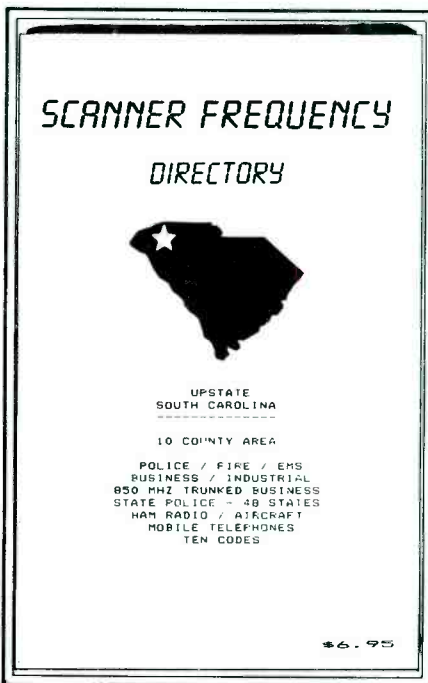 SCANNER FREQUENCY
DIRECTORY
UPSTATE
SOUTH CAROLINA
--------------
10 COUNTY AREA
POLICE / FIRE / EMS
BUSINESS / INDUSTRIAL
850 MHZ TRUNKED BUSINESS
STATE POLICE - 48 STATES
HAM RADIO / AIRCRAFT
MOBILE TELEPHONES
TEN CODES
$6.95